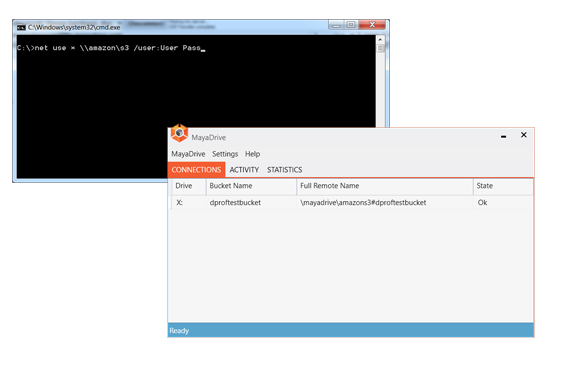 C:\Windows\system32\cmd.exe
C:\>net use * \\amazon\s3 /user:User Pass_
MayaDrive
MayaDrive Settings Help
CONNECTIONS ACTIVITY STATISTICS
Drive Bucket Name Full Remote Name State
X: dproftestbucket \mayadrive\amazons3#dproftestbucket Ok
Ready